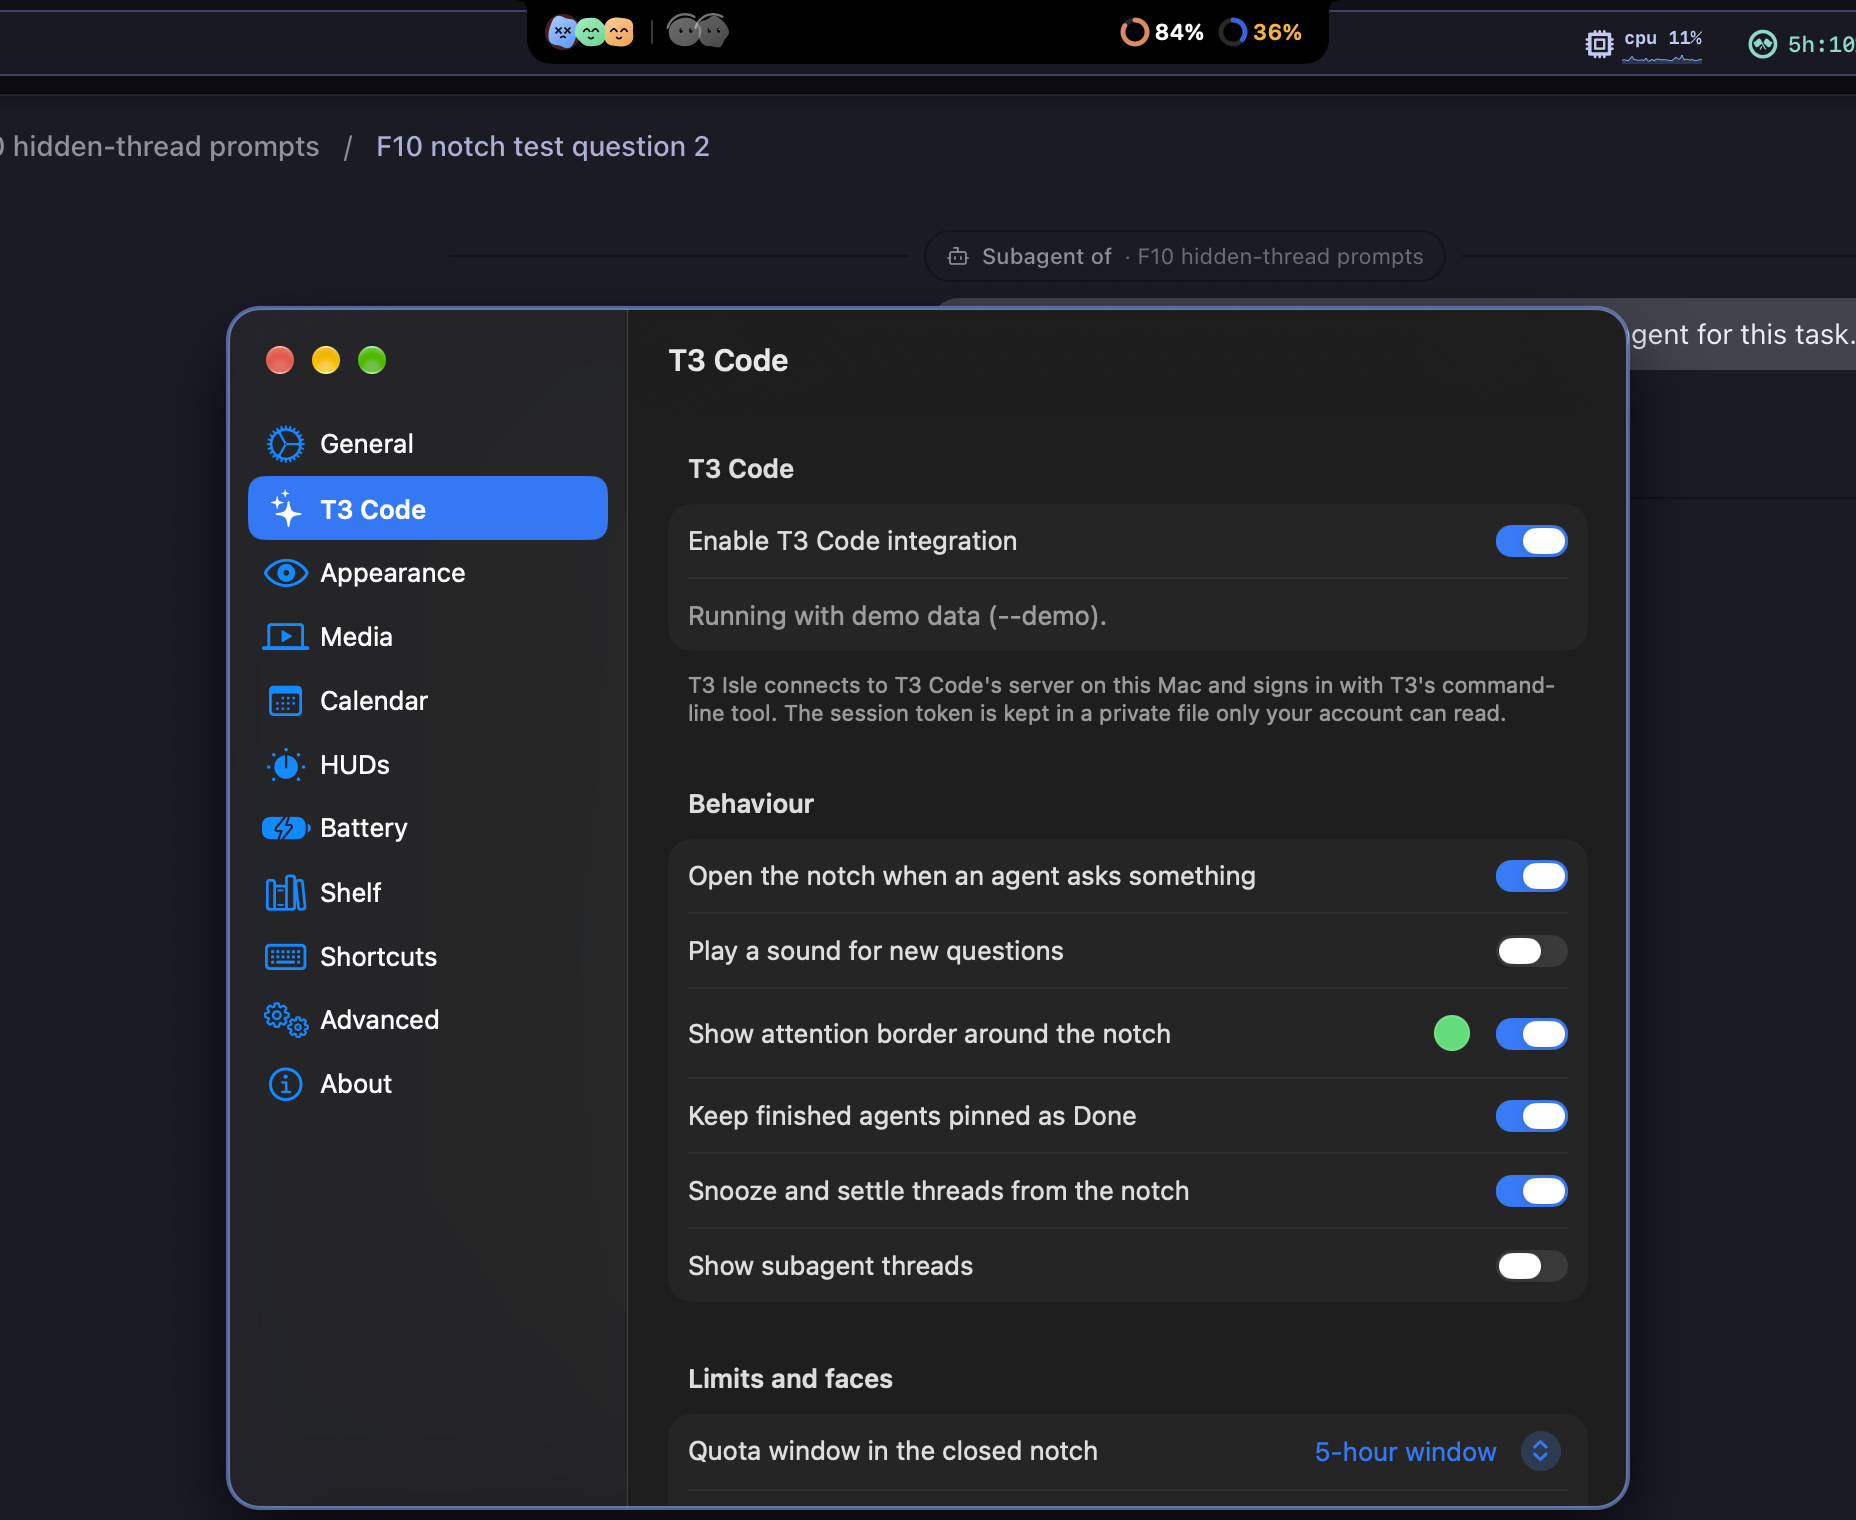 84% 36%
cpu 11%
5h:10
hidden-thread prompts / F10 notch test question 2
Subagent of · F10 hidden-thread prompts
gent for this task.
T3 Code
General
T3 Code
Appearance
Media
Calendar
HUDs
Battery
Shelf
Shortcuts
Advanced
About
T3 Code
Enable T3 Code integration
Running with demo data (--demo).
T3 Isle connects to T3 Code's server on this Mac and signs in with T3's command-
line tool. The session token is kept in a private file only your account can read.
Behaviour
Open the notch when an agent asks something
Play a sound for new questions
Show attention border around the notch
Keep finished agents pinned as Done
Snooze and settle threads from the notch
Show subagent threads
Limits and faces
Quota window in the closed notch
5-hour window